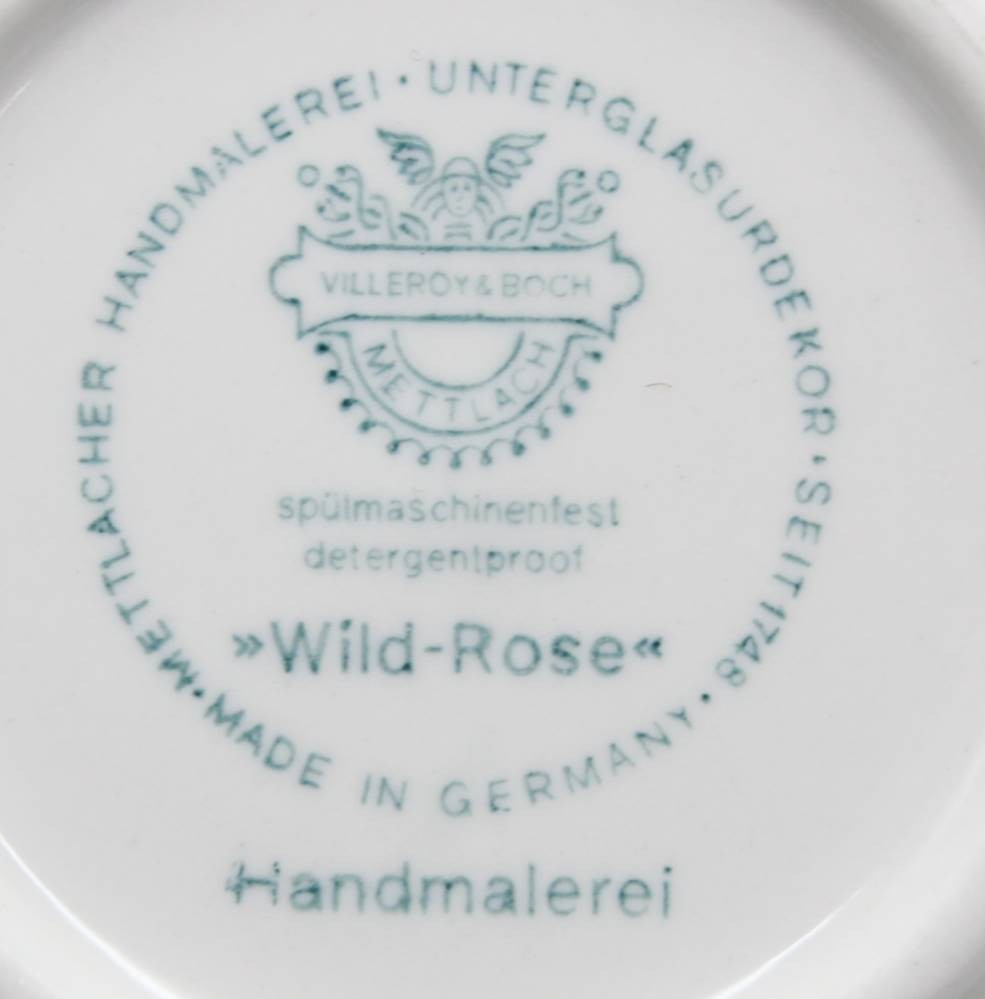 METTLACHER HANDMALEREI · UNTERGLASURDEKOR · SEIT 1748 · MADE IN GERMANY ·
VILLEROY & BOCH
METTLACH
spülmaschinenfest
detergentproof
»Wild-Rose«
Handmalerei